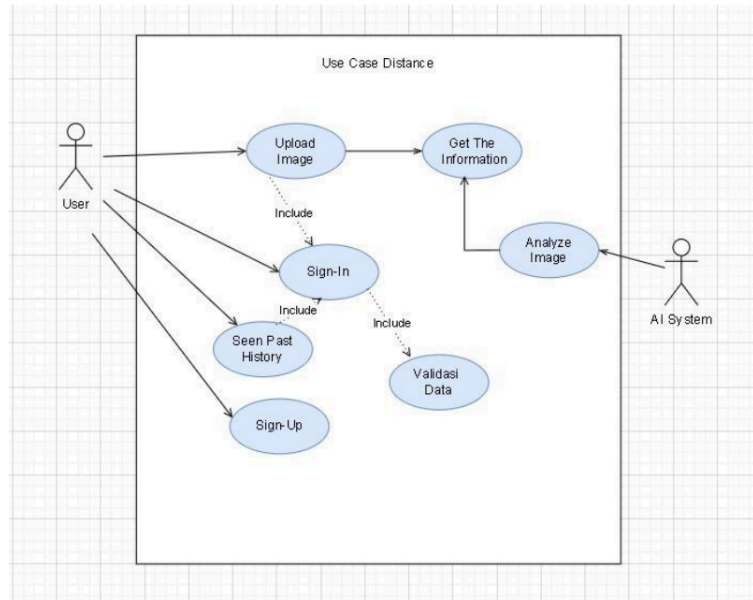 Use Case Distance
Upload
Image
Get The
Information
User
Include
Analyze
Image
Sign-In
Include
AI System
Include
Seen Past
History
Validasi
Data
Sign-Up